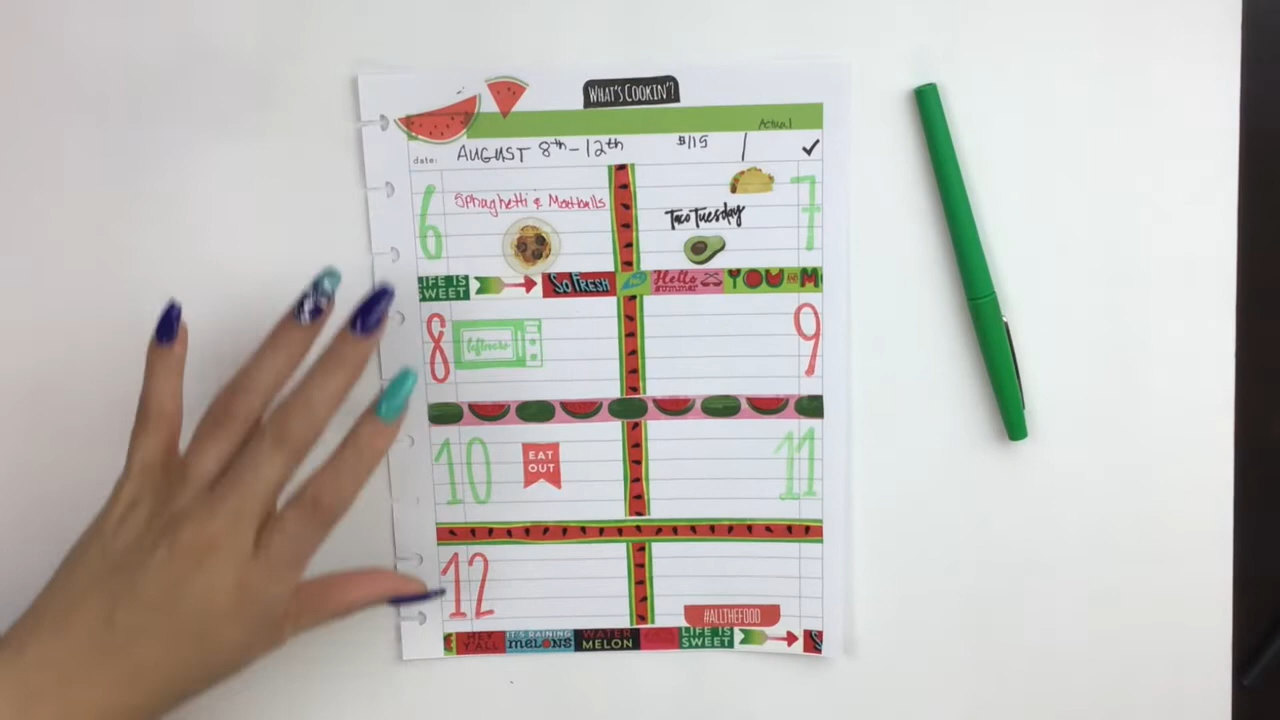 WHAT'S COOKIN'?
Actual
date: AUGUST 8th - 12th $115 / ✓
6 Sphaghetti & Meatballs
Taco Tuesday 7
LIFE IS SWEET SO FRESH Hello summer YOU AND M
8 leftovers 9
10 EAT OUT 11
12
#ALLTHEFOOD
HEY Y'ALL IT'S RAINING melons WATER MELON LIFE IS SWEET S